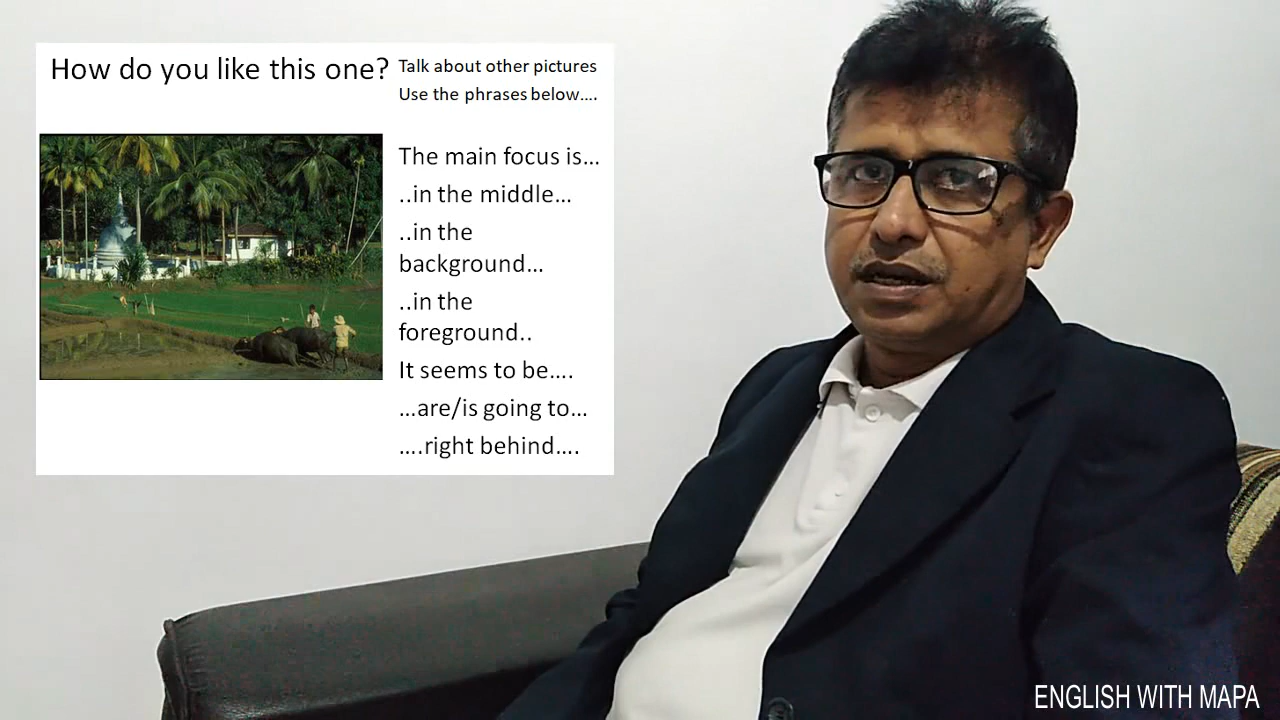 How do you like this one?
Talk about other pictures
Use the phrases below....
The main focus is...
..in the middle...
..in the
background...
..in the
foreground..
It seems to be....
...are/is going to...
....right behind....
ENGLISH WITH MAPA